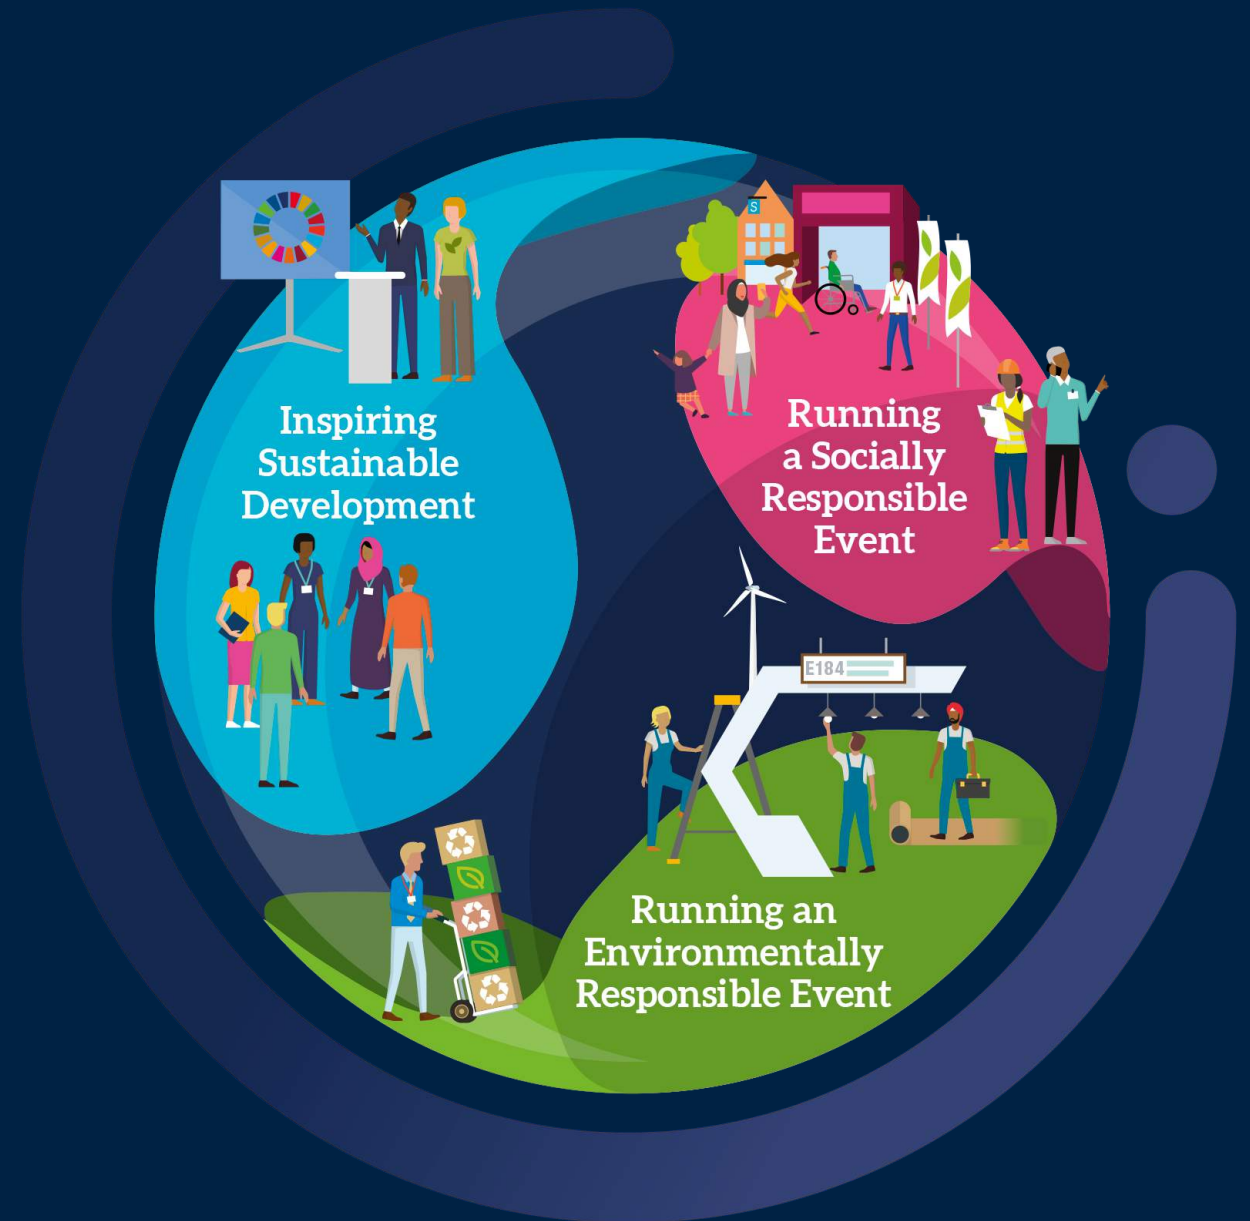 S
Inspiring
Sustainable
Development
Running
a Socially
Responsible
Event
E184
Running an
Environmentally
Responsible Event